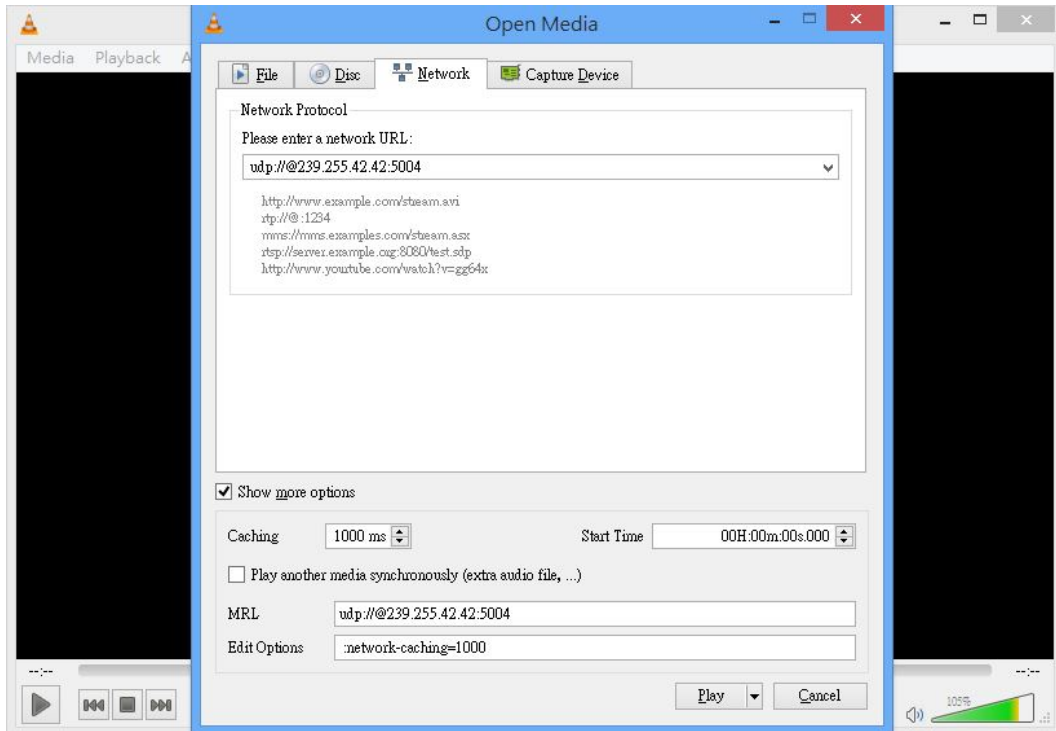 Open Media
Media Playback A
File Disc Network Capture Device
Network Protocol
Please enter a network URL:
udp://@239.255.42.42:5004
http://www.example.com/stream.avi
rtp://@:1234
mms://mms.examples.com/stream.asx
rtsp://server.example.org:8080/test.sdp
http://www.yourtube.com/watch?v=gg64x
Show more options
Caching 1000 ms Start Time 00H:00m:00s.000
Play another media synchronously (extra audio file, ...)
MRL udp://@239.255.42.42:5004
Edit Options :network-caching=1000
--:-- --:--
Play Cancel
105%